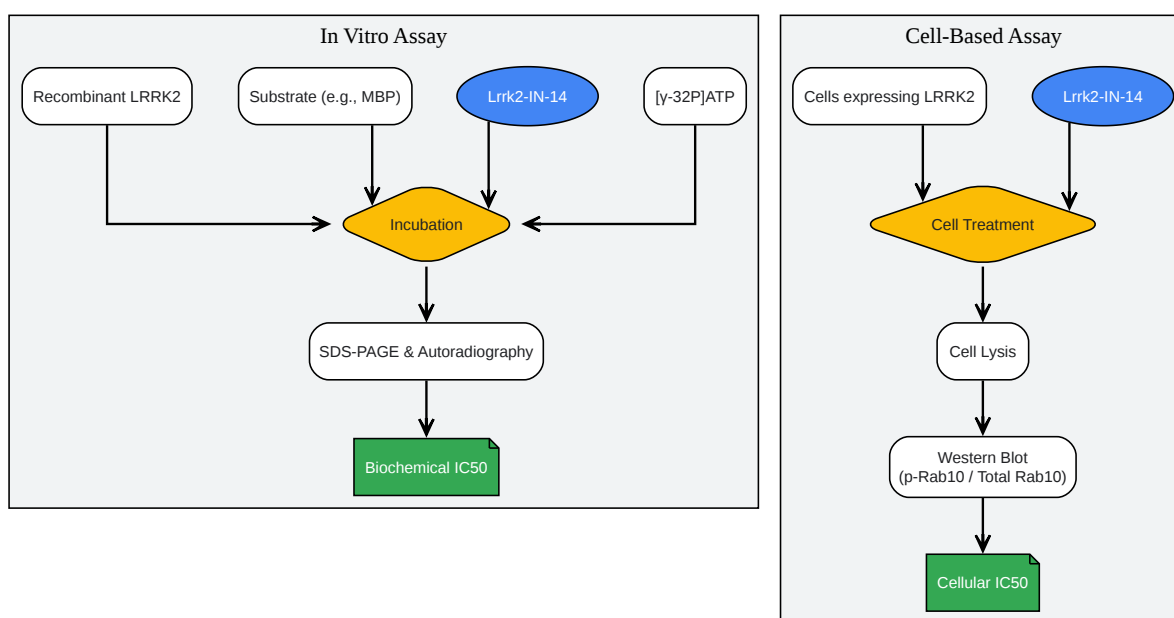 In Vitro Assay
Recombinant LRRK2
Substrate (e.g., MBP)
Lrrk2-IN-14
[γ-32P]ATP
Incubation
SDS-PAGE & Autoradiography
Biochemical IC50
Cell-Based Assay
Cells expressing LRRK2
Lrrk2-IN-14
Cell Treatment
Cell Lysis
Western Blot
(p-Rab10 / Total Rab10)
Cellular IC50